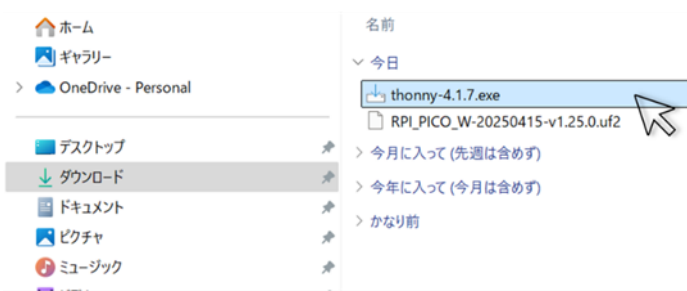 ホーム
ギャラリー
OneDrive - Personal
デスクトップ
ダウンロード
ドキュメント
ピクチャ
ミュージック
名前
今日
thonny-4.1.7.exe
RPI_PICO_W-20250415-v1.25.0.uf2
今月に入って (先週は含めず)
今年に入って (今月は含めず)
かなり前